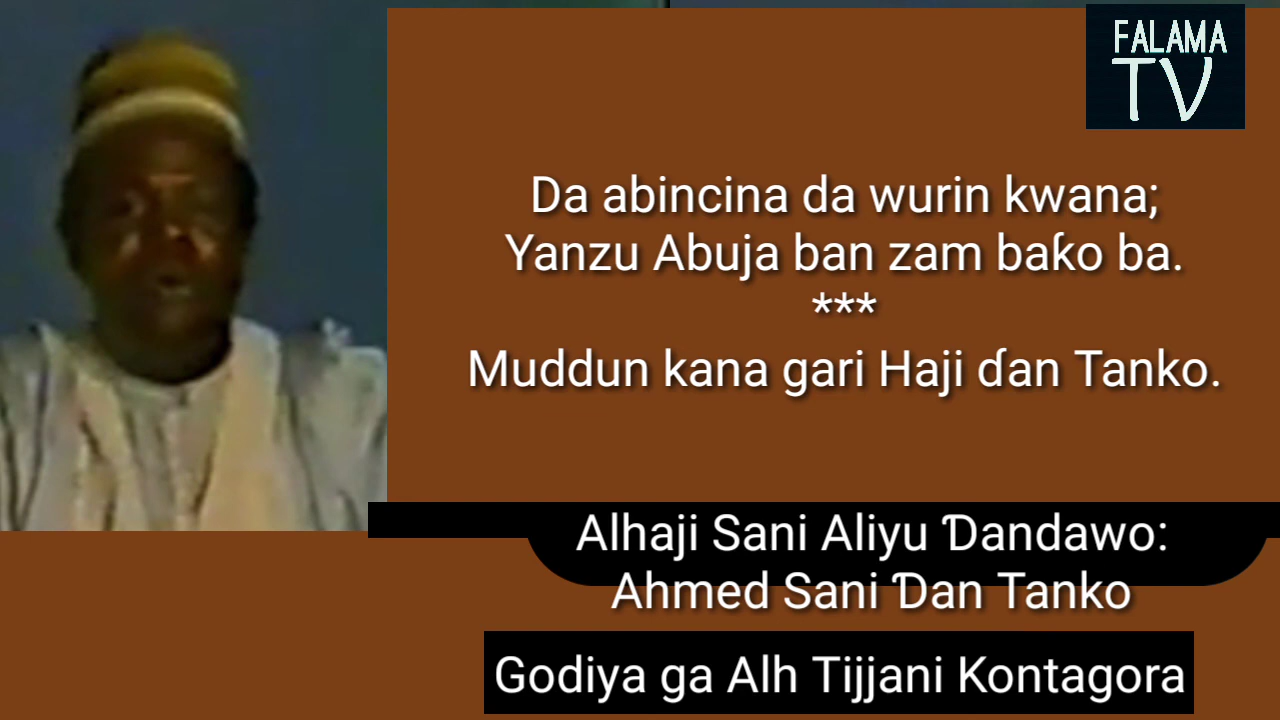 FALAMA
TV
Da abincina da wurin kwana;
Yanzu Abuja ban zam baƙo ba.
***
Muddun kana gari Haji ɗan Tanko.
Alhaji Sani Aliyu Ɗandawo:
Ahmed Sani Ɗan Tanko
Godiya ga Alh Tijjani Kontagora